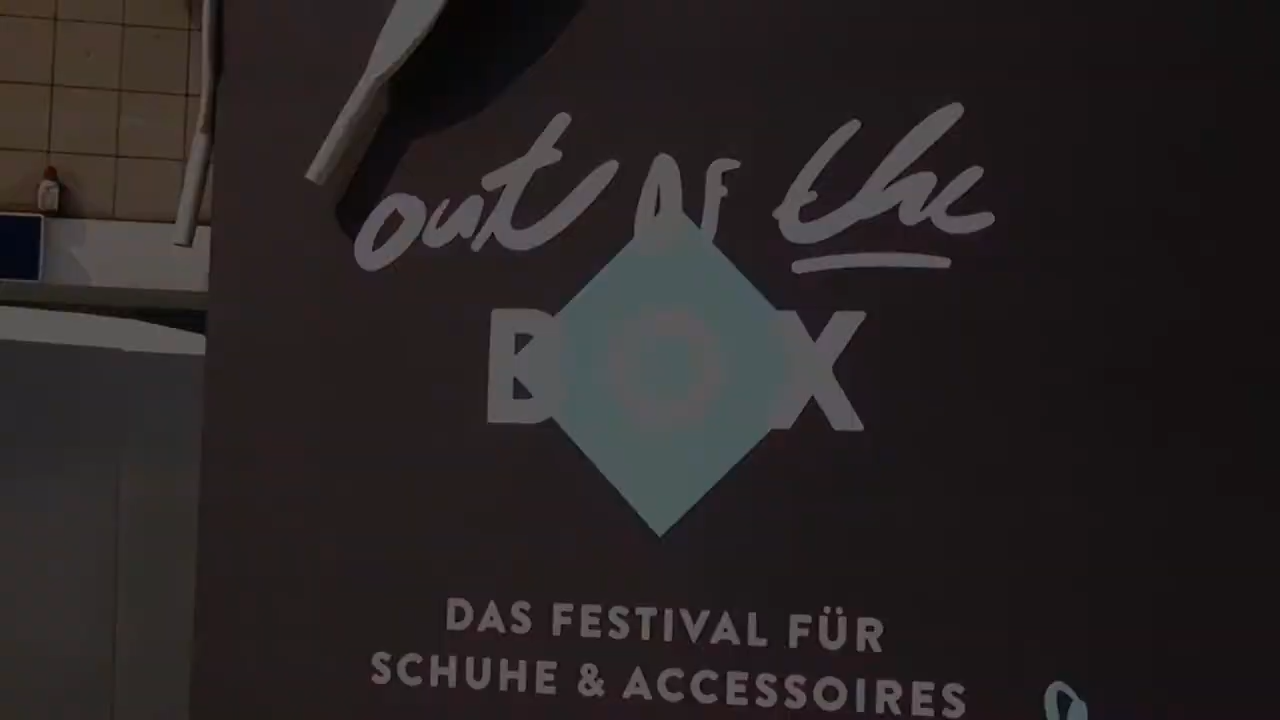 out OF the
BOX
DAS FESTIVAL FÜR
SCHUHE & ACCESSOIRES